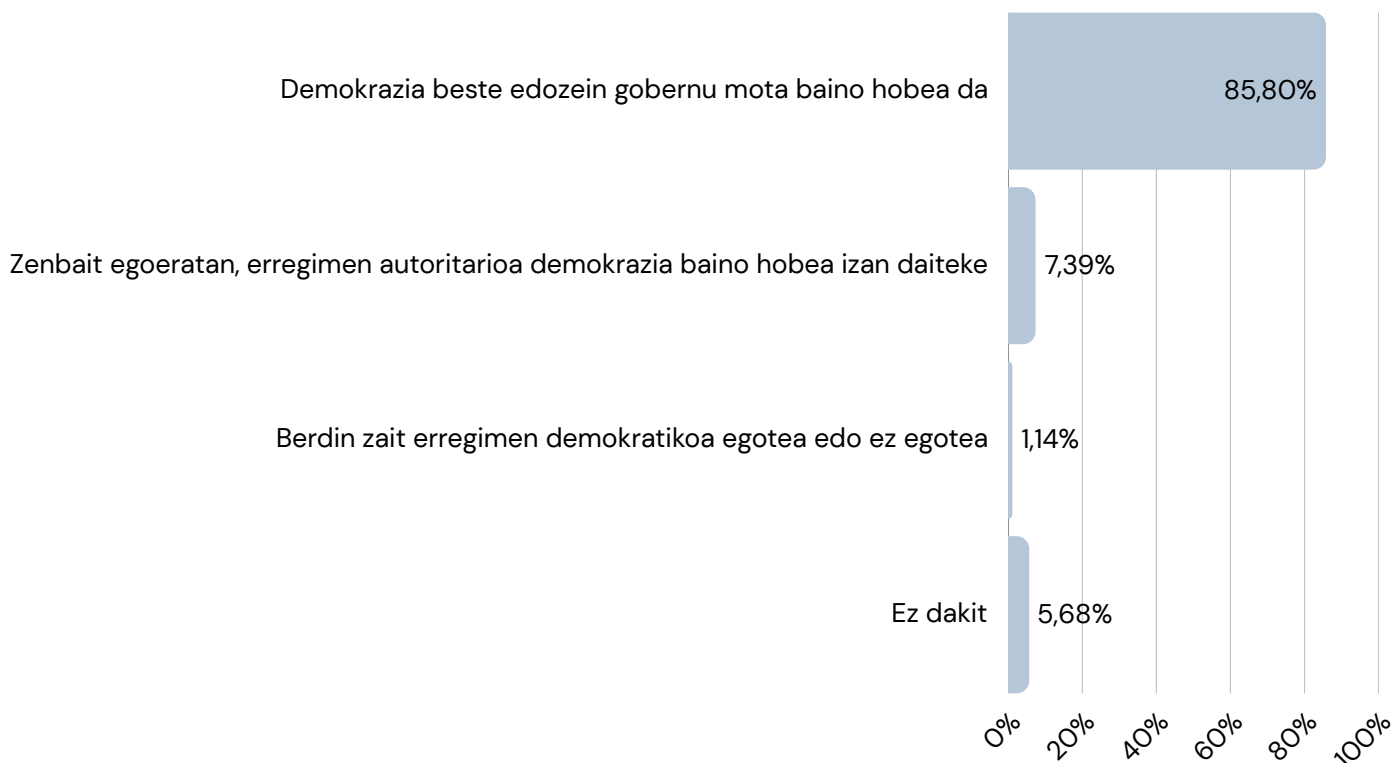 Demokrazia beste edozein gobernu mota baino hobea da
85,80%
Zenbait egoeratan, erregimen autoritarioa demokrazia baino hobea izan daiteke
7,39%
Berdin zait erregimen demokratikoa egotea edo ez egotea
1,14%
Ez dakit
5,68%
0%
20%
40%
60%
80%
100%